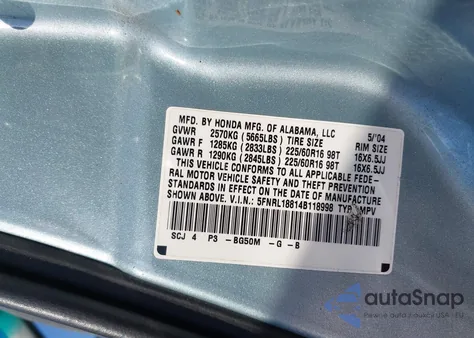 MFD. BY HONDA MFG. OF ALABAMA, LLC 5/'04
GVWR 2570KG (5665LBS) TIRE SIZE RIM SIZE
GAWR F 1285KG (2833LBS) 225/60R16 98T 16X6.5JJ
GAWR R 1290KG (2845LBS) 225/60R16 98T 16X6.5JJ
THIS VEHICLE CONFORMS TO ALL APPLICABLE FEDE-
RAL MOTOR VEHICLE SAFETY AND THEFT PREVENTION
STANDARDS IN EFFECT ON THE DATE OF MANUFACTURE
SHOWN ABOVE. V.I.N.: 5FNRL18814B118998 TYPE: MPV
SCJ 4 P3 -BG50M -G -B
autoSnap